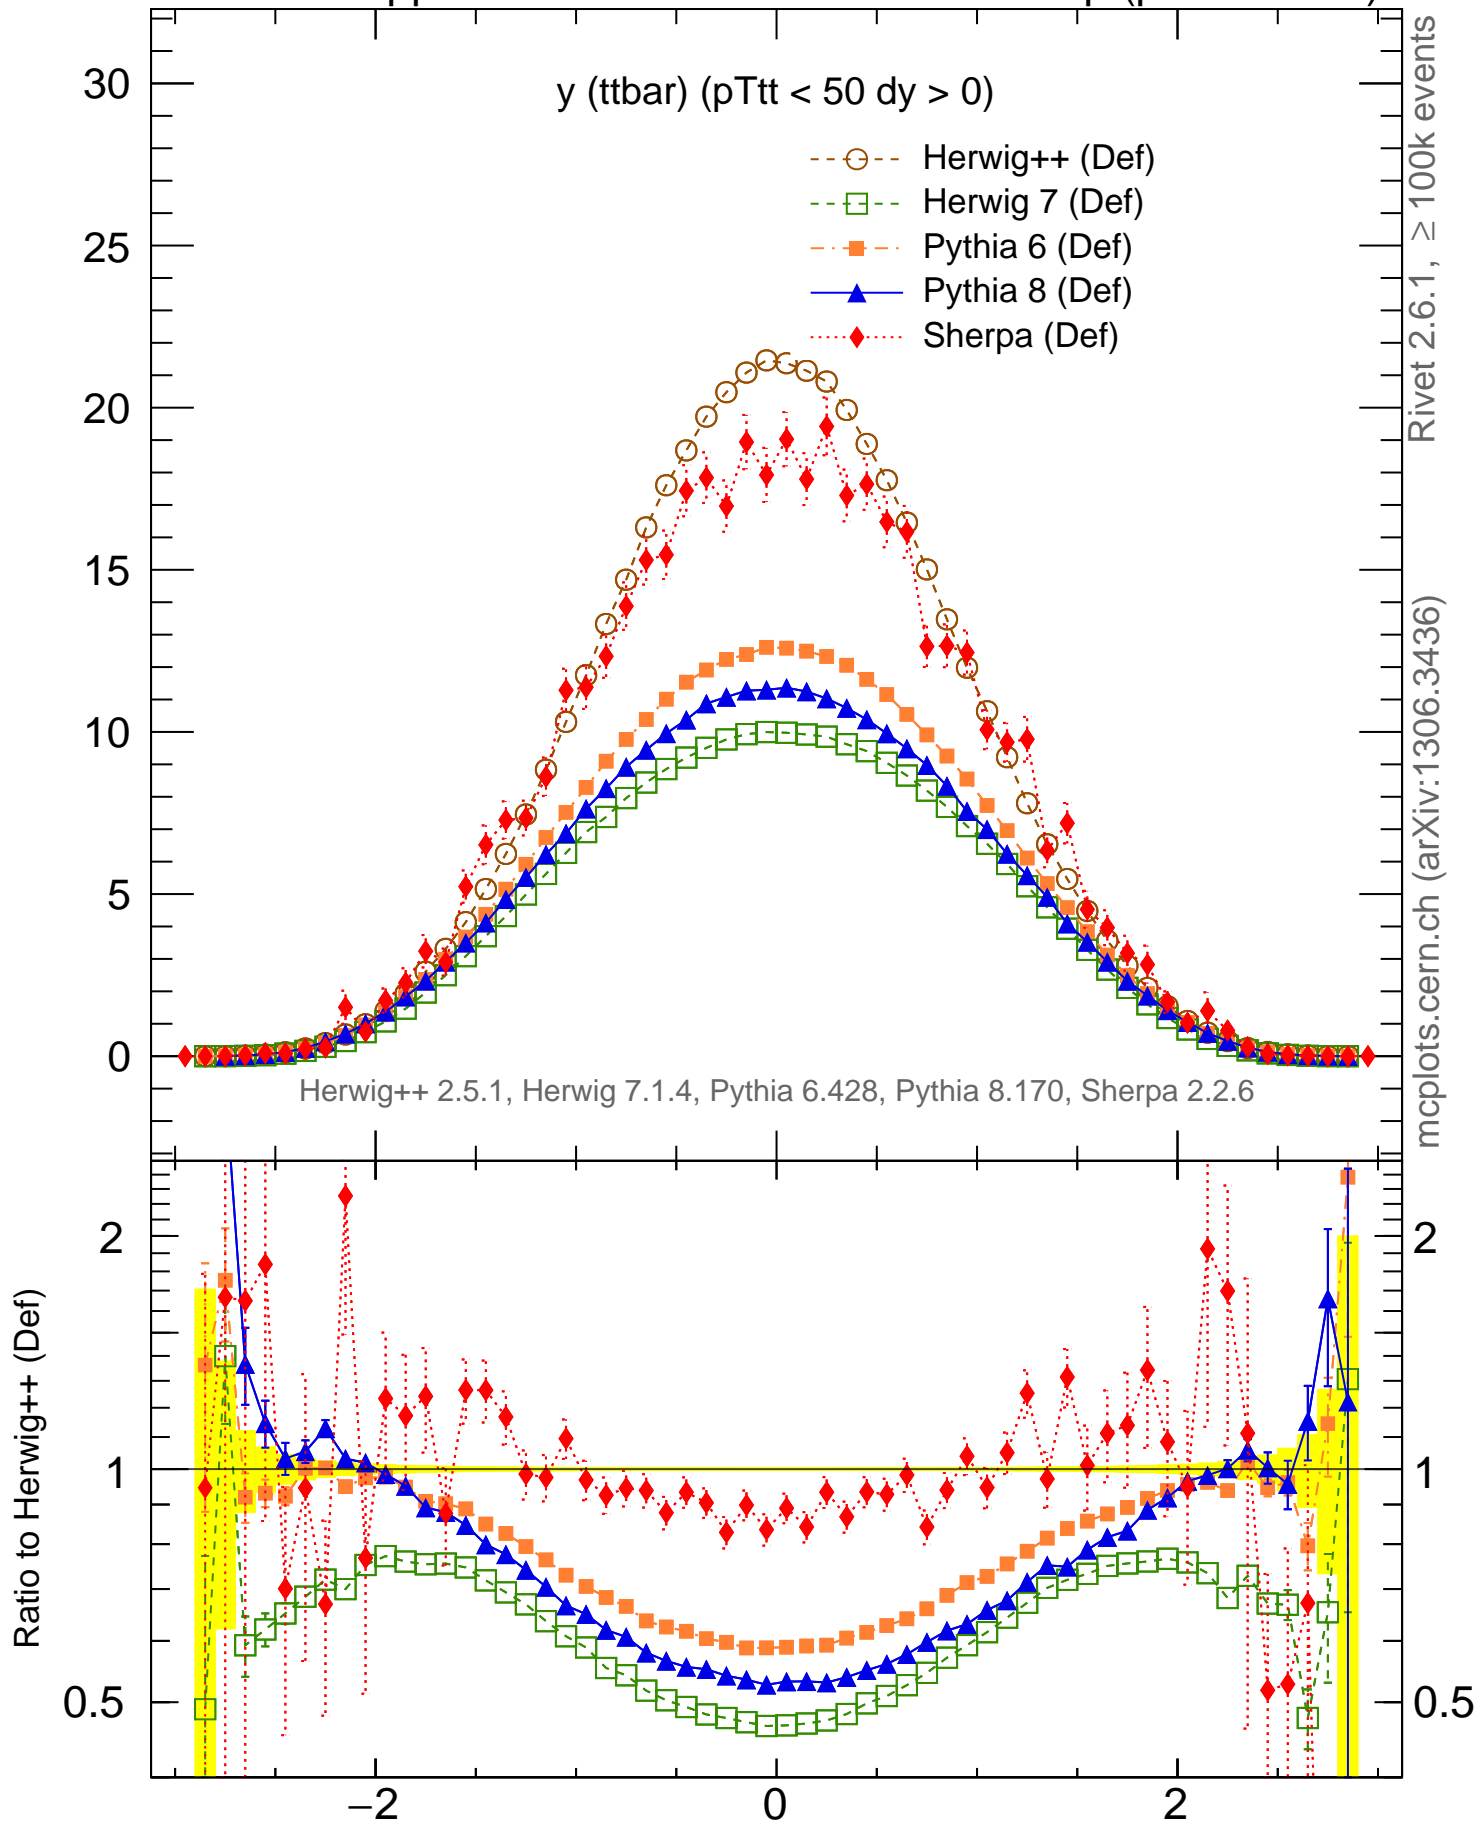 y (ttbar) (pTtt < 50 dy > 0)
Herwig++ (Def)
Herwig 7 (Def)
Pythia 6 (Def)
Pythia 8 (Def)
Sherpa (Def)
30
25
20
15
10
5
0
Herwig++ 2.5.1, Herwig 7.1.4, Pythia 6.428, Pythia 8.170, Sherpa 2.2.6
Rivet 2.6.1, ≥ 100k events
mcplots.cern.ch (arXiv:1306.3436)
Ratio to Herwig++ (Def)
2
1
0.5
2
1
0.5
−2
0
2